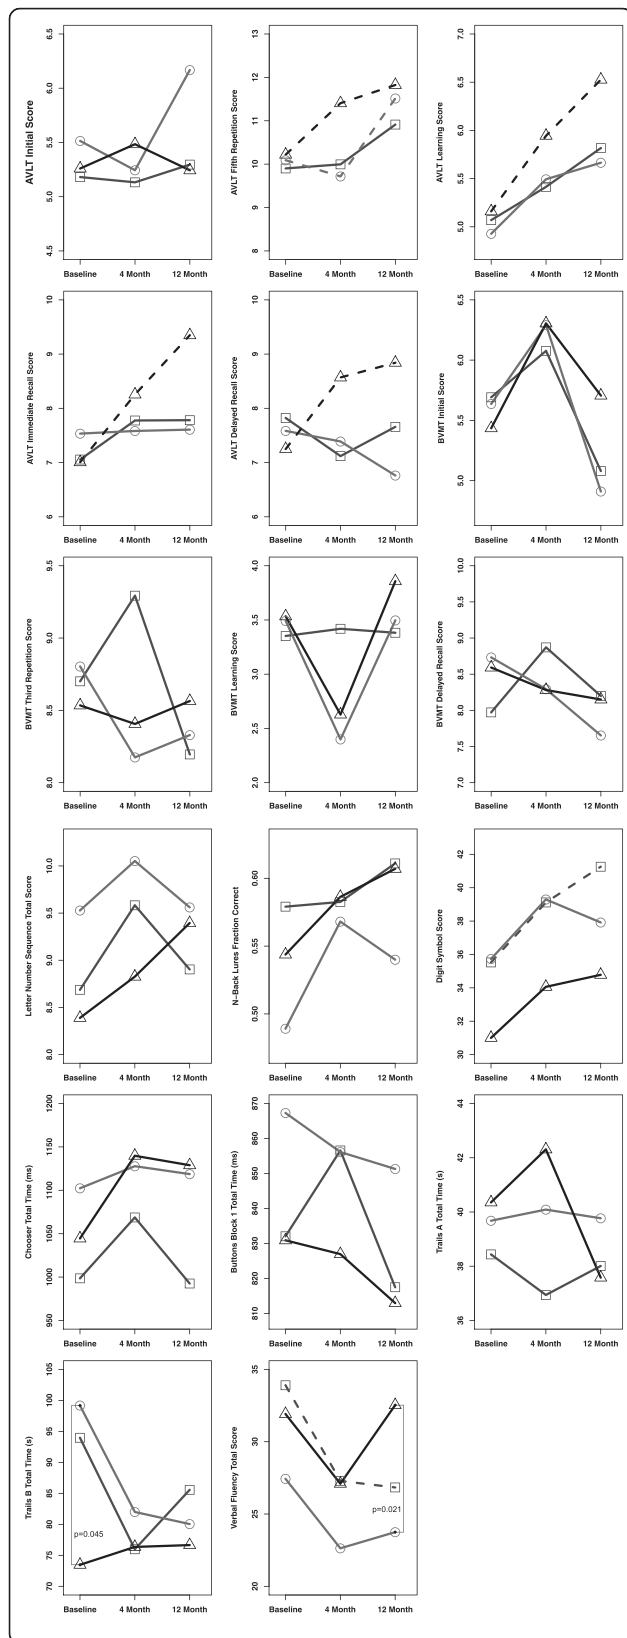 AVLT Initial Score
6.5
6.0
5.5
5.0
4.5
Baseline 4 Month 12 Month
AVLT Fifth Repetition Score
13
12
11
10
9
8
Baseline 4 Month 12 Month
AVLT Learning Score
7.0
6.5
6.0
5.5
5.0
Baseline 4 Month 12 Month
AVLT Immediate Recall Score
10
9
8
7
6
Baseline 4 Month 12 Month
AVLT Delayed Recall Score
10
9
8
7
6
Baseline 4 Month 12 Month
BVMT Initial Score
6.5
6.0
5.5
5.0
Baseline 4 Month 12 Month
BVMT Third Repetition Score
9.5
9.0
8.5
8.0
Baseline 4 Month 12 Month
BVMT Learning Score
4.0
3.5
3.0
2.5
2.0
Baseline 4 Month 12 Month
BVMT Delayed Recall Score
10.0
9.5
9.0
8.5
8.0
7.5
7.0
Baseline 4 Month 12 Month
Letter Number Sequence Total Score
10.0
9.5
9.0
8.5
8.0
Baseline 4 Month 12 Month
N−Back Lures Fraction Correct
0.60
0.55
0.50
Baseline 4 Month 12 Month
Digit Symbol Score
42
40
38
36
34
32
30
Baseline 4 Month 12 Month
Chooser Total Time (ms)
1200
1150
1100
1050
1000
950
Baseline 4 Month 12 Month
Buttons Block 1 Total Time (ms)
870
860
850
840
830
820
810
Baseline 4 Month 12 Month
Trails A Total Time (s)
44
42
40
38
36
Baseline 4 Month 12 Month
Trails B Total Time (s)
105
100
95
90
85
80
75
70
p=0.045
Baseline 4 Month 12 Month
Verbal Fluency Total Score
35
30
25
20
p=0.021
Baseline 4 Month 12 Month